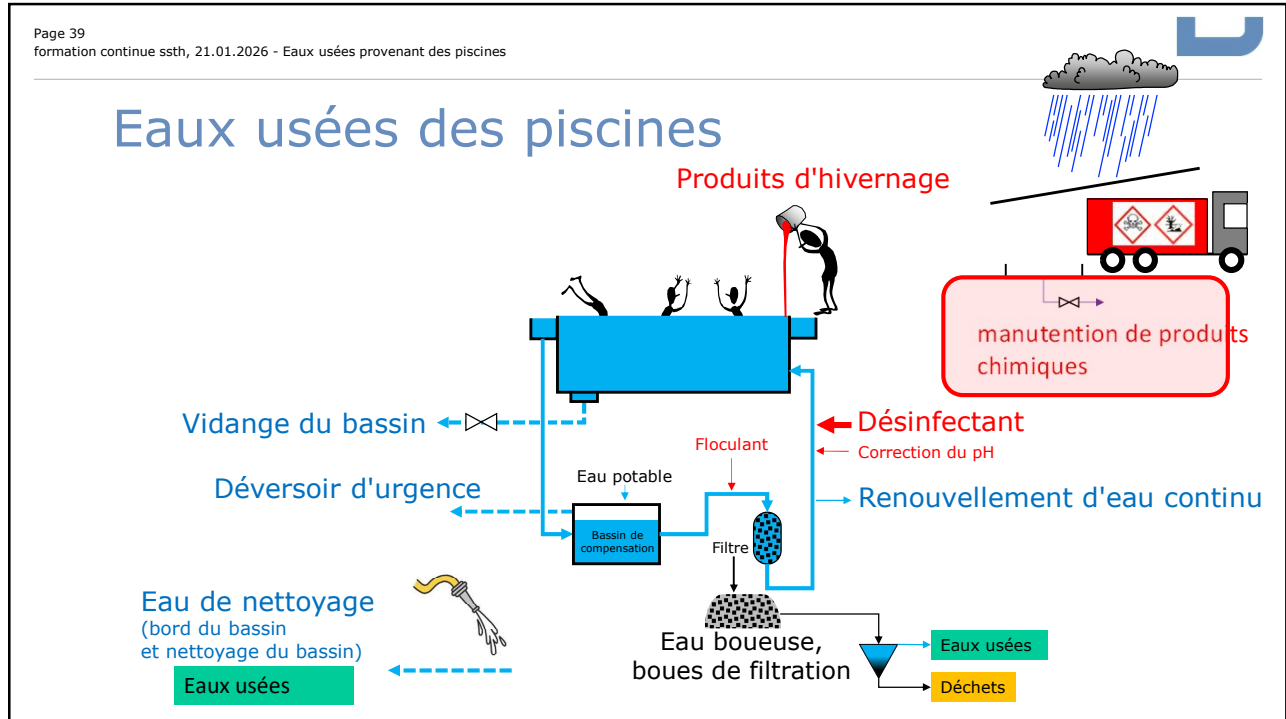 Page 39
formation continue ssth, 21.01.2026 - Eaux usées provenant des piscines
Eaux usées des piscines
Produits d'hivernage
manutention de produits
chimiques
Vidange du bassin
Désinfectant
Floculant
Correction du pH
Eau potable
Déversoir d'urgence
Renouvellement d'eau continu
Bassin de
compensation
Filtre
Eau de nettoyage
(bord du bassin
et nettoyage du bassin)
Eaux usées
Eau boueuse,
boues de filtration
Eaux usées
Déchets